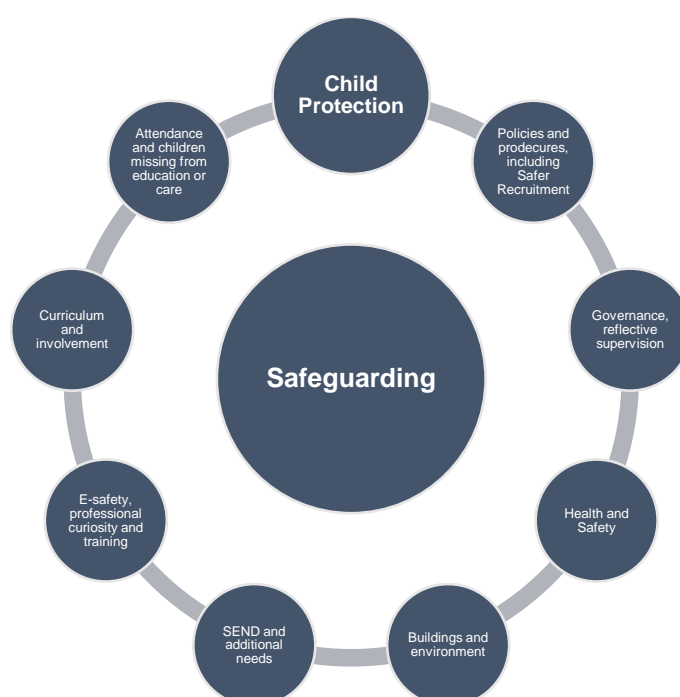 Child
Protection
Policies and
prodecures,
including
Safer
Recruitment
Governance,
reflective
supervision
Health and
Safety
Buildings and
environment
SEND and
additional
needs
E-safety,
professional
curiosity and
training
Curriculum
and
involvement
Attendance
and children
missing from
education or
care
Safeguarding